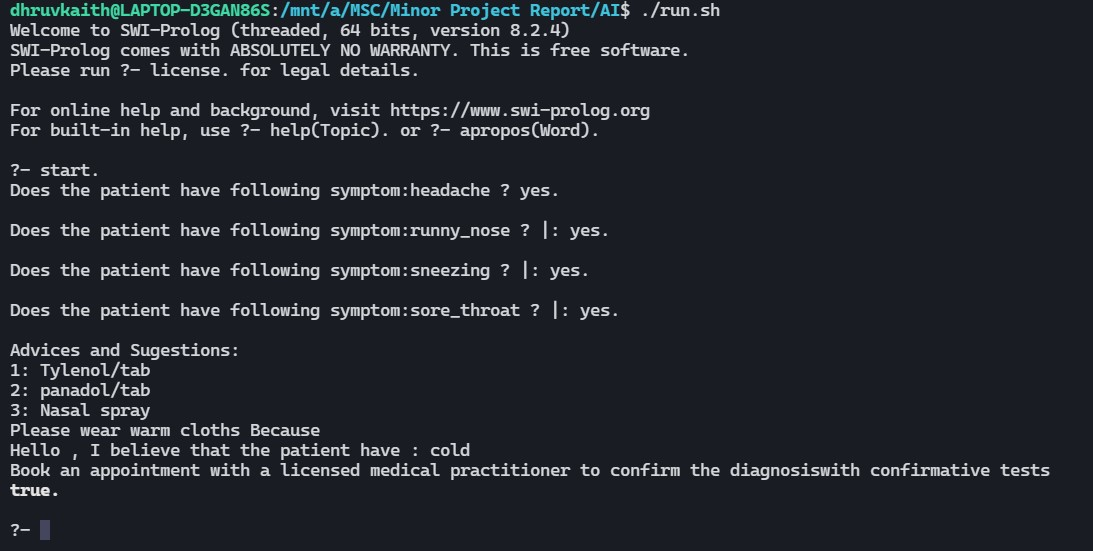 dhruvkaith@LAPTOP-D3GAN86S:/mnt/a/MSC/Minor Project Report/AI$ ./run.sh
Welcome to SWI-Prolog (threaded, 64 bits, version 8.2.4)
SWI-Prolog comes with ABSOLUTELY NO WARRANTY. This is free software.
Please run ?- license. for legal details.
For online help and background, visit https://www.swi-prolog.org
For built-in help, use ?- help(Topic). or ?- apropos(Word).
?- start.
Does the patient have following symptom:headache ? yes.
Does the patient have following symptom:runny_nose ? |: yes.
Does the patient have following symptom:sneezing ? |: yes.
Does the patient have following symptom:sore_throat ? |: yes.
Advices and Sugestions:
1: Tylenol/tab
2: panadol/tab
3: Nasal spray
Please wear warm cloths Because
Hello , I believe that the patient have : cold
Book an appointment with a licensed medical practitioner to confirm the diagnosiswith confirmative tests
true.
?-